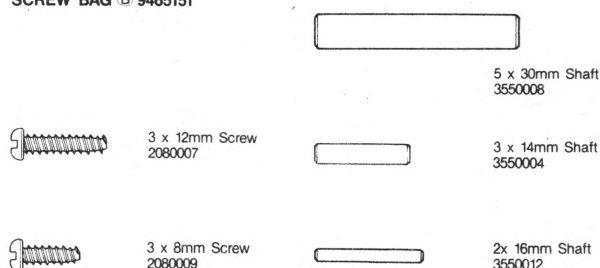 SCREW BAG Ⓑ 9465151
5 x 30mm Shaft
3550008
3 x 12mm Screw
2080007
3 x 14mm Shaft
3550004
3 x 8mm Screw
2080009
2x 16mm Shaft
3550012